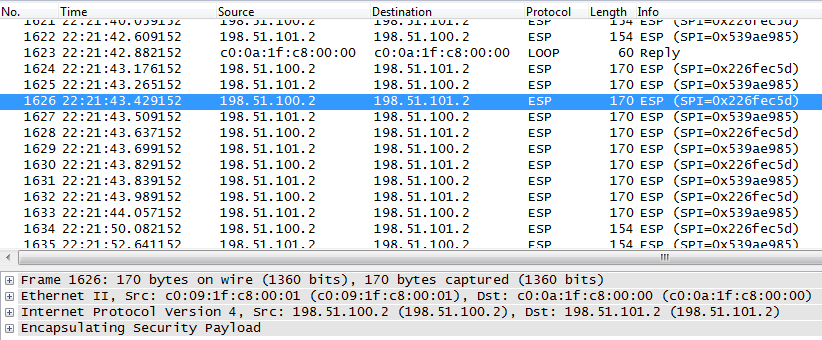 No. Time Source Destination Protocol Length Info
1621 22:21:40.059152 198.51.100.2 198.51.101.2 ESP 154 ESP (SPI=0x226fec5d)
1622 22:21:42.609152 198.51.101.2 198.51.100.2 ESP 154 ESP (SPI=0x539ae985)
1623 22:21:42.882152 c0:0a:1f:c8:00:00 c0:0a:1f:c8:00:00 LOOP 60 Reply
1624 22:21:43.176152 198.51.100.2 198.51.101.2 ESP 170 ESP (SPI=0x226fec5d)
1625 22:21:43.265152 198.51.101.2 198.51.100.2 ESP 170 ESP (SPI=0x539ae985)
1626 22:21:43.429152 198.51.100.2 198.51.101.2 ESP 170 ESP (SPI=0x226fec5d)
1627 22:21:43.509152 198.51.101.2 198.51.100.2 ESP 170 ESP (SPI=0x539ae985)
1628 22:21:43.637152 198.51.100.2 198.51.101.2 ESP 170 ESP (SPI=0x226fec5d)
1629 22:21:43.699152 198.51.101.2 198.51.100.2 ESP 170 ESP (SPI=0x539ae985)
1630 22:21:43.829152 198.51.100.2 198.51.101.2 ESP 170 ESP (SPI=0x226fec5d)
1631 22:21:43.839152 198.51.101.2 198.51.100.2 ESP 170 ESP (SPI=0x539ae985)
1632 22:21:43.989152 198.51.100.2 198.51.101.2 ESP 170 ESP (SPI=0x226fec5d)
1633 22:21:44.057152 198.51.101.2 198.51.100.2 ESP 170 ESP (SPI=0x539ae985)
1634 22:21:50.082152 198.51.100.2 198.51.101.2 ESP 154 ESP (SPI=0x226fec5d)
1635 22:21:52.641152 198.51.101.2 198.51.100.2 ESP 154 ESP (SPI=0x539ae985)
Frame 1626: 170 bytes on wire (1360 bits), 170 bytes captured (1360 bits)
Ethernet II, Src: c0:09:1f:c8:00:01 (c0:09:1f:c8:00:01), Dst: c0:0a:1f:c8:00:00 (c0:0a:1f:c8:00:00)
Internet Protocol Version 4, Src: 198.51.100.2 (198.51.100.2), Dst: 198.51.101.2 (198.51.101.2)
Encapsulating Security Payload